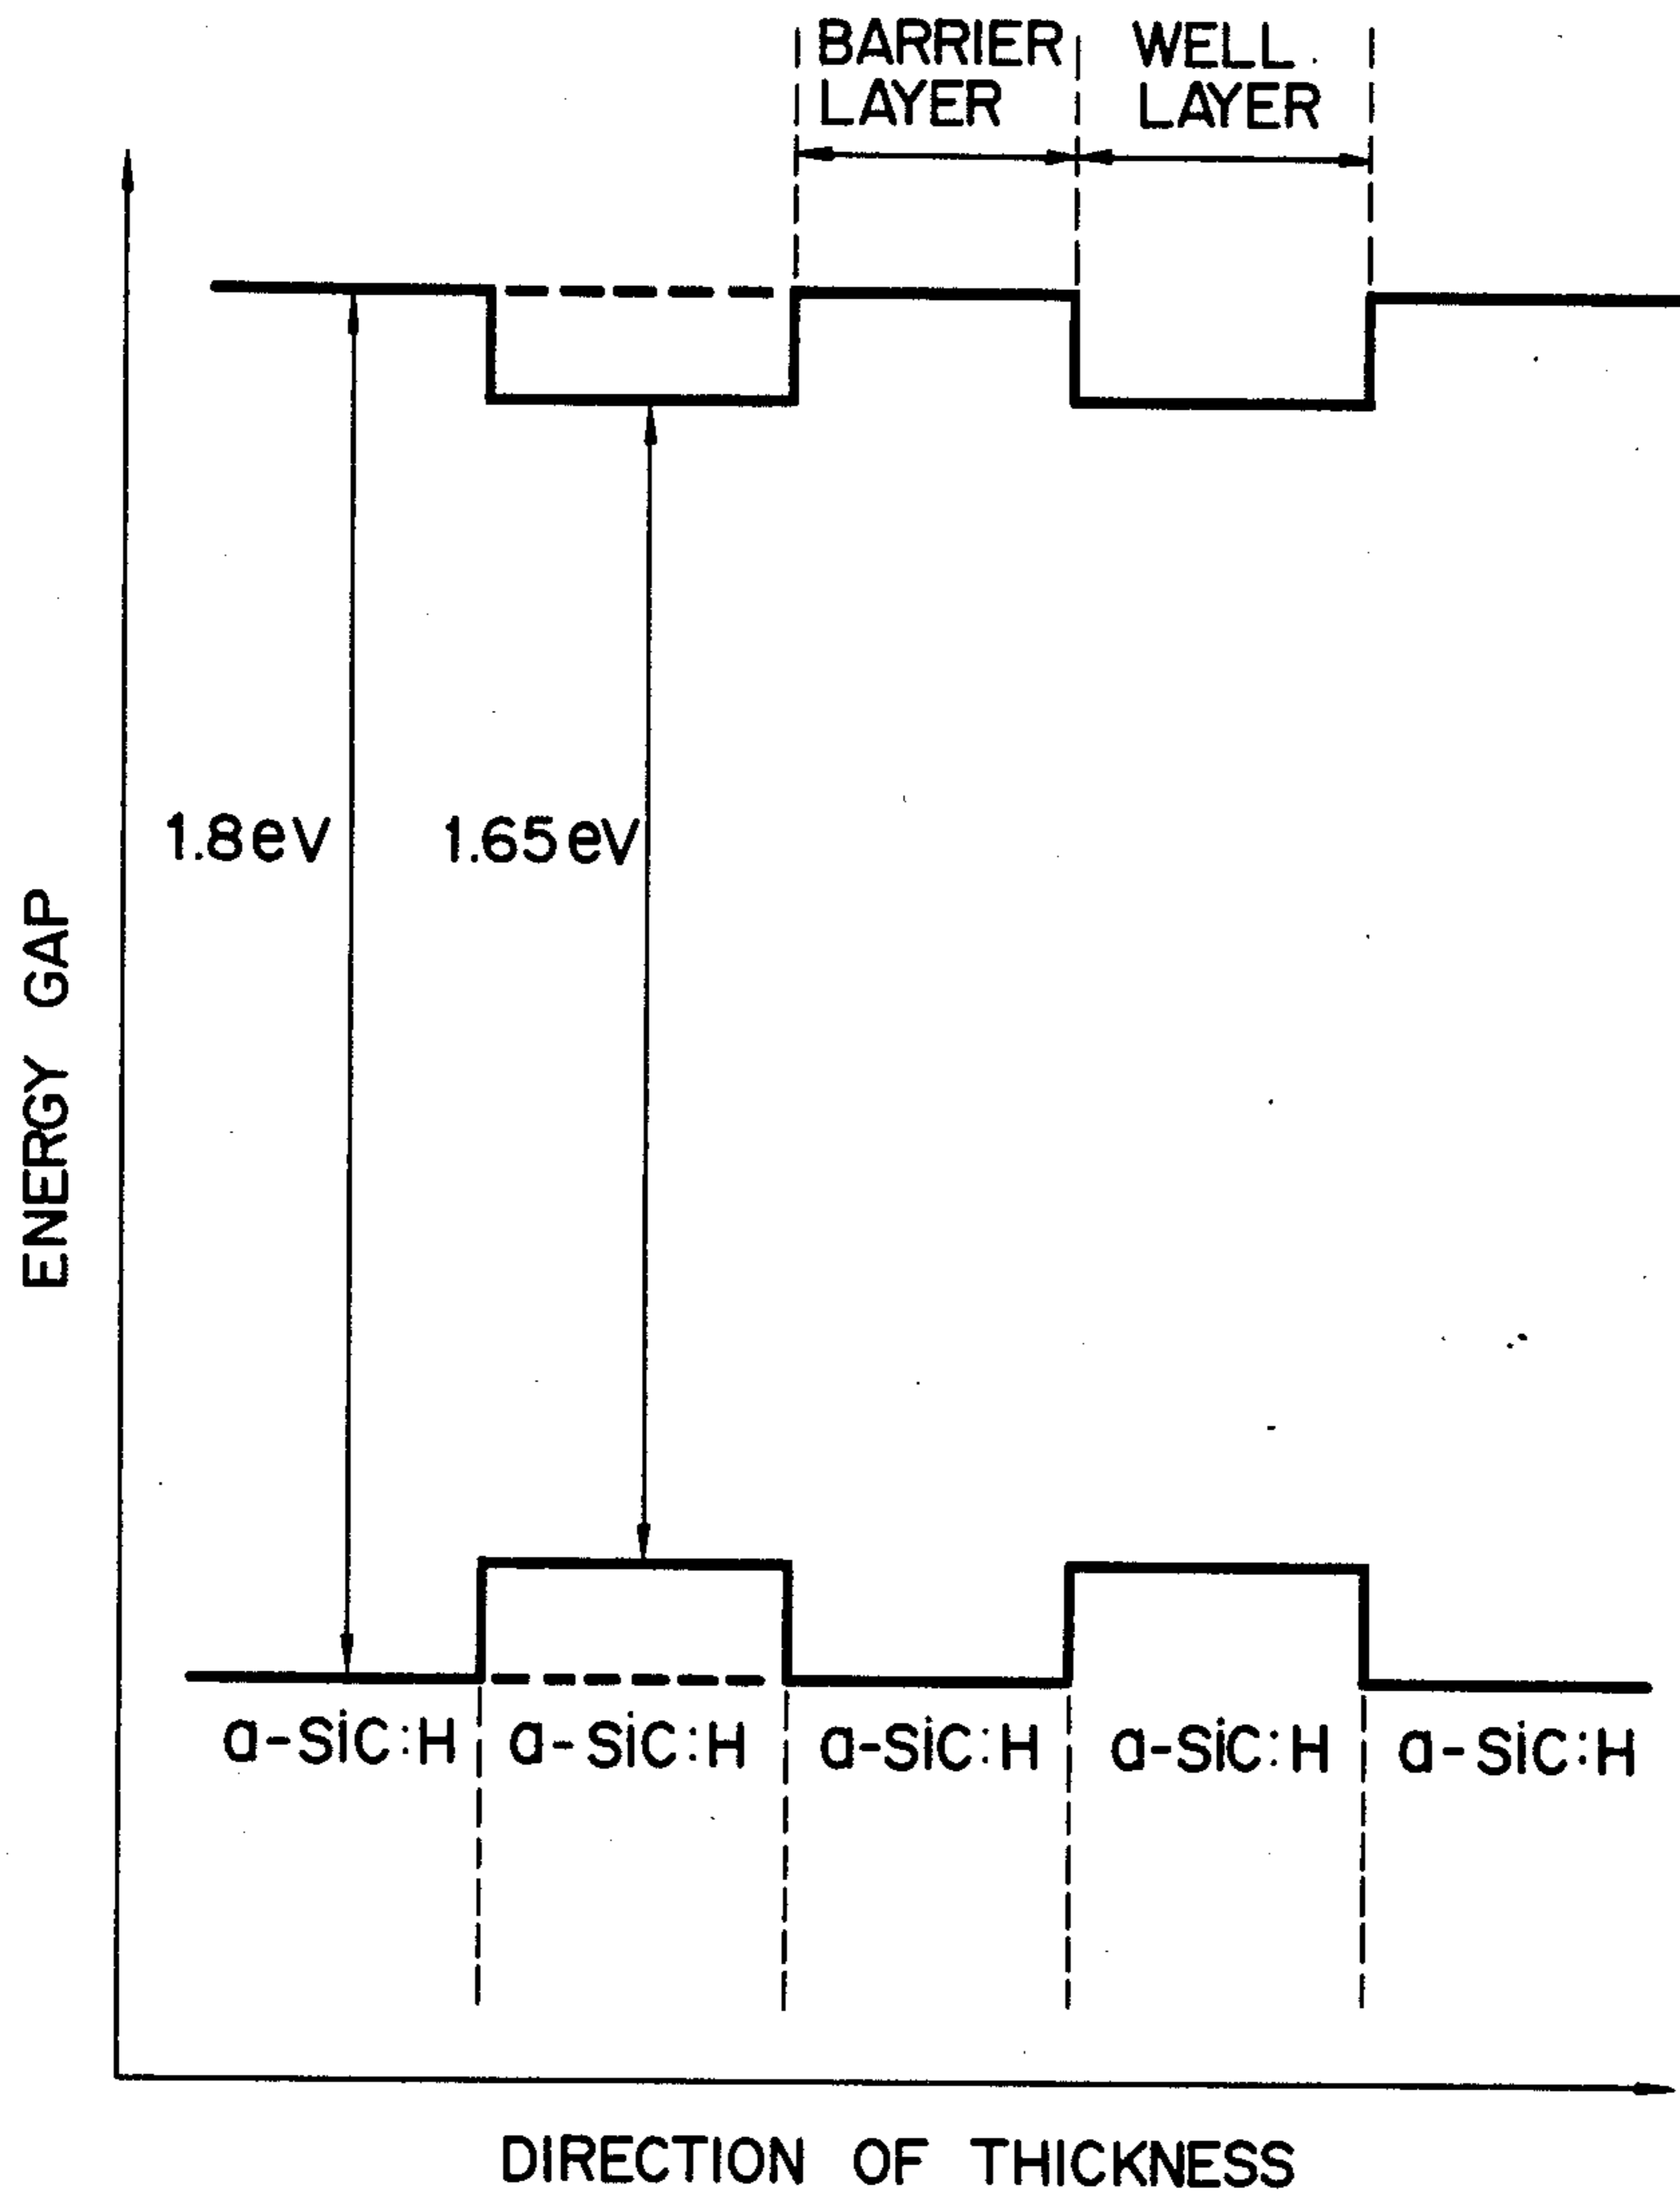 BARRIER
LAYER
WELL
LAYER
1.8eV
1.65eV
ENERGY GAP
a-SiC:H
a-SiC:H
a-SiC:H
a-SiC:H
a-SiC:H
DIRECTION OF THICKNESS